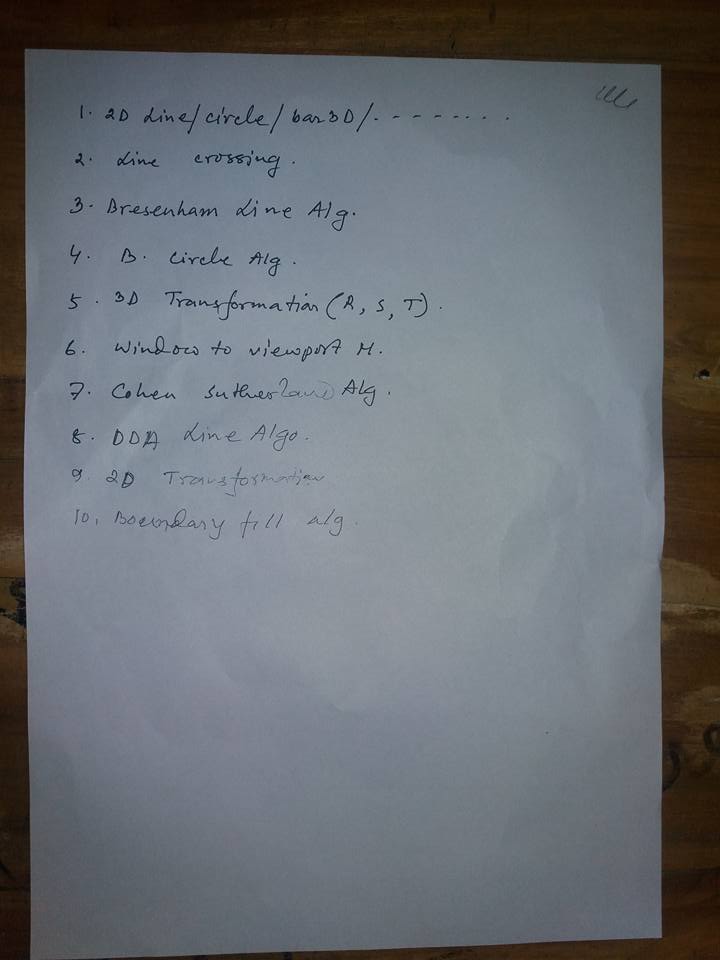 1. 2D Line/circle/bar3D/- - - - - - - -
2. Line crossing.
3. Bresenham Line Alg.
4. B. Circle Alg.
5. 3D Transformation (R, S, T).
6. Window to viewport M.
7. Cohen Sutherland Alg.
8. DDA Line Algo.
9. 2D Transformation
10. Boundary fill alg.